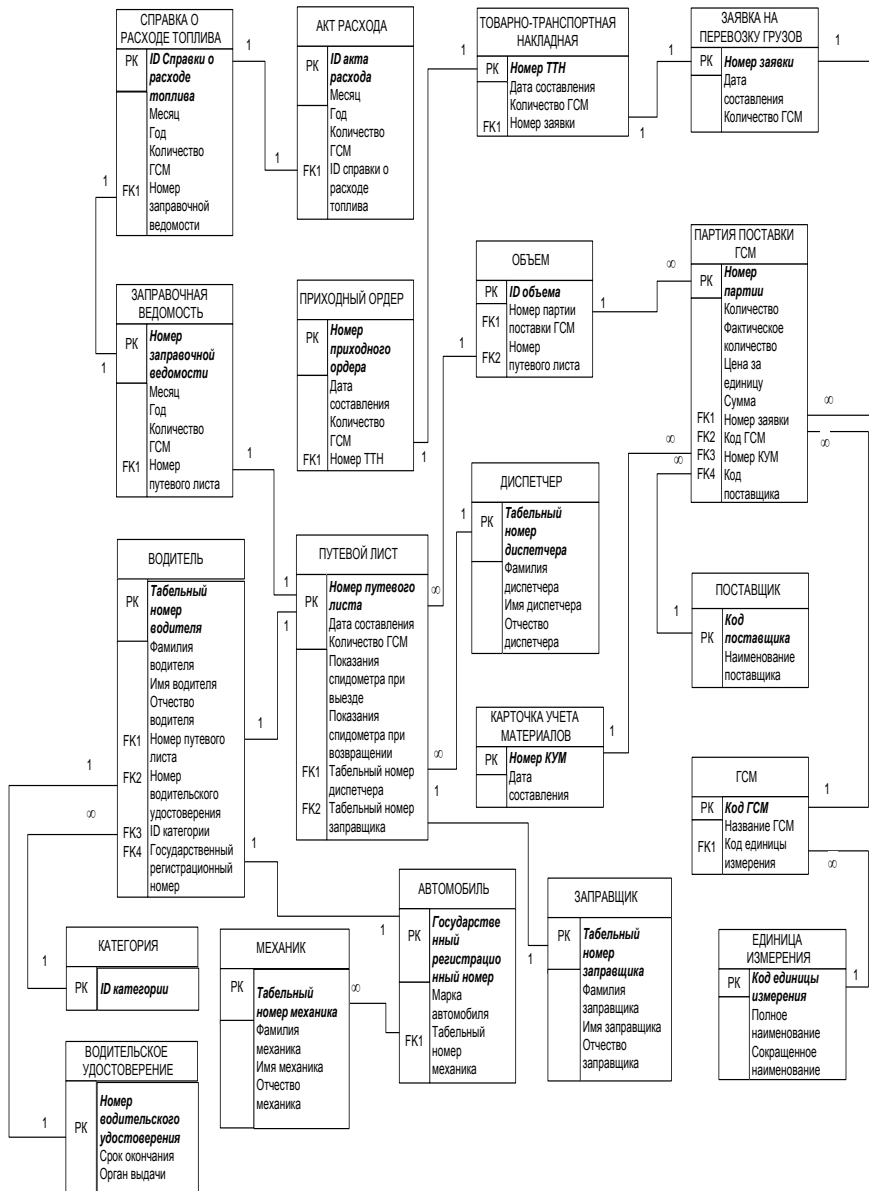 СПРАВКА О
РАСХОДЕ ТОПЛИВА
PK
ID Справки о
расходе
топлива
Месяц
Год
Количество
ГСМ
FK1
Номер
заправочной
ведомости
1
1
АКТ РАСХОДА
PK
ID акта
расхода
Месяц
Год
Количество
ГСМ
FK1
ID справки о
расходе
топлива
1
ТОВАРНО-ТРАНСПОРТНАЯ
НАКЛАДНАЯ
PK
Номер ТТН
Дата составления
Количество ГСМ
FK1
Номер заявки
1
1
1
ЗАЯВКА НА
ПЕРЕВОЗКУ ГРУЗОВ
PK
Номер заявки
Дата
составления
Количество ГСМ
1
ЗАПРАВОЧНАЯ
ВЕДОМОСТЬ
PK
Номер
заправочной
ведомости
Месяц
Год
Количество
ГСМ
FK1
Номер
путевого листа
1
1
ПРИХОДНЫЙ ОРДЕР
PK
Номер
приходного
ордера
Дата
составления
Количество
ГСМ
FK1
Номер ТТН
1
ОБЪЕМ
PK
ID объема
FK1
Номер партии
поставки ГСМ
FK2
Номер
путевого листа
1
1
ПАРТИЯ ПОСТАВКИ
ГСМ
PK
Номер
партии
Количество
Фактическое
количество
Цена за
единицу
Сумма
FK1
Номер заявки
FK2
Код ГСМ
FK3
Номер КУМ
FK4
Код
поставщика
∞
∞
∞
∞
∞
ДИСПЕТЧЕР
PK
Табельный
номер
диспетчера
Фамилия
диспетчера
Имя диспетчера
Отчество
диспетчера
1
ВОДИТЕЛЬ
PK
Табельный
номер
водителя
Фамилия
водителя
Имя водителя
Отчество
водителя
FK1
Номер путевого
листа
FK2
Номер
водительского
удостоверения
FK3
ID категории
FK4
Государственный
регистрационный
номер
1
∞
1
1
ПУТЕВОЙ ЛИСТ
PK
Номер путевого
листа
Дата составления
Количество ГСМ
Показания
спидометра при
выезде
Показания
спидометра при
возвращении
FK1
Табельный номер
диспетчера
FK2
Табельный номер
заправщика
1
1
∞
∞
1
ПОСТАВЩИК
PK
Код
поставщика
Наименование
поставщика
1
КАРТОЧКА УЧЕТА
МАТЕРИАЛОВ
PK
Номер КУМ
Дата
составления
1
ГСМ
PK
Код ГСМ
Название ГСМ
FK1
Код единицы
измерения
1
∞
КАТЕГОРИЯ
PK
ID категории
1
МЕХАНИК
PK
Табельный
номер механика
Фамилия
механика
Имя механика
Отчество
механика
∞
АВТОМОБИЛЬ
PK
Государстве
нный
регистрацио
нный номер
Марка
автомобиля
FK1
Табельный
номер
механика
1
ЗАПРАВЩИК
PK
Табельный
номер
заправщика
Фамилия
заправщика
Имя заправщика
Отчество
заправщика
1
ЕДИНИЦА
ИЗМЕРЕНИЯ
PK
Код единицы
измерения
Полное
наименование
Сокращенное
наименование
1
ВОДИТЕЛЬСКОЕ
УДОСТОВЕРЕНИЕ
PK
Номер
водительского
удостоверения
Срок окончания
Орган выдачи
1